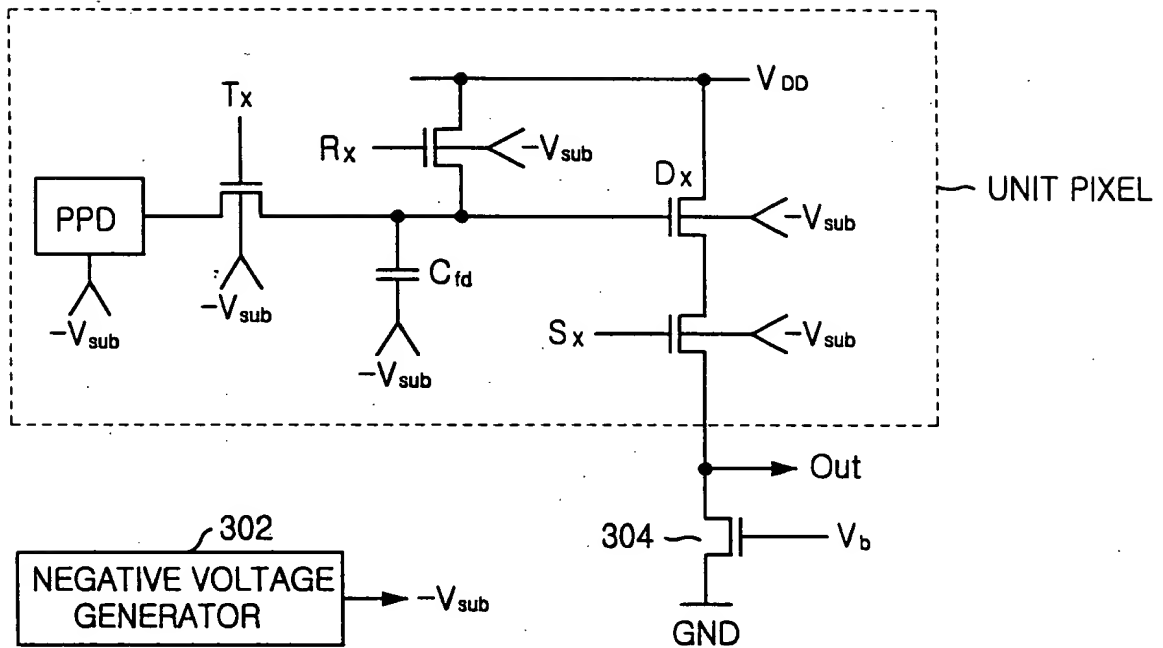 VDD
Tx
Rx
-Vsub
Dx
UNIT PIXEL
PPD
-Vsub
Cfd
-Vsub
-Vsub
Sx
-Vsub
-Vsub
Out
302
304
Vb
NEGATIVE VOLTAGE
GENERATOR
-Vsub
GND